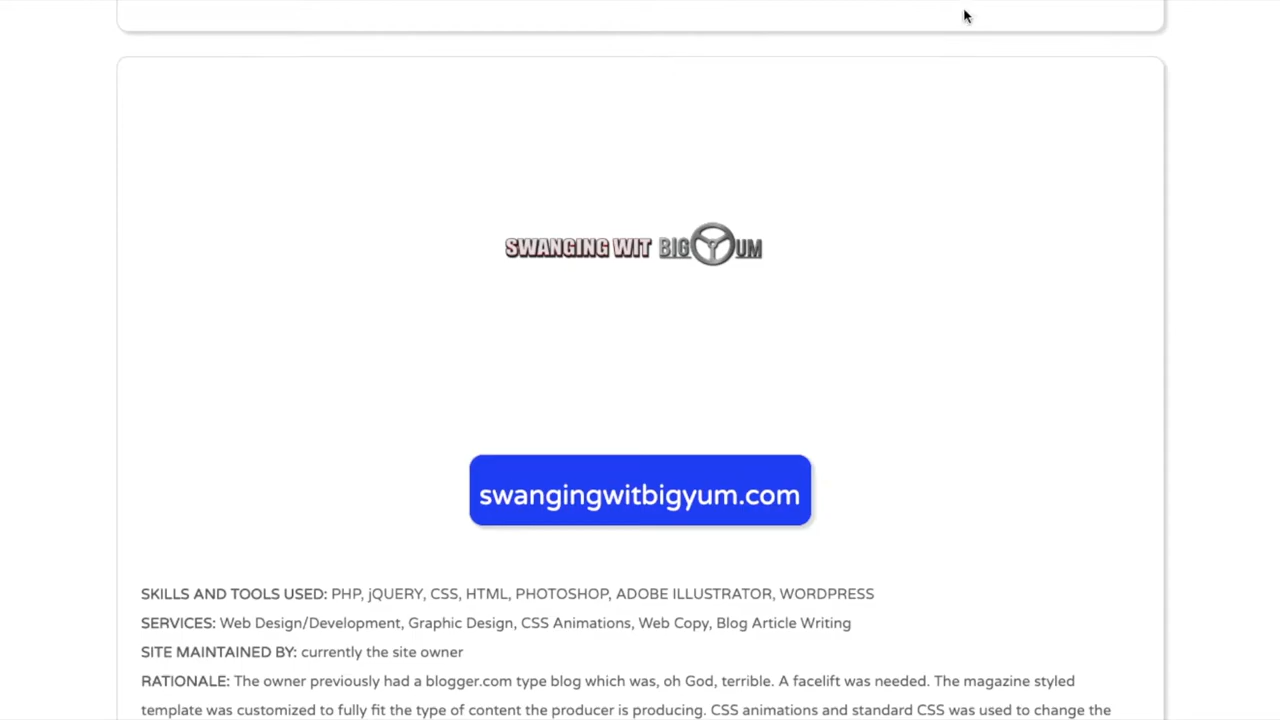 SWANGING WIT BIG YUM
swangingwitbigyum.com
SKILLS AND TOOLS USED: PHP, jQUERY, CSS, HTML, PHOTOSHOP, ADOBE ILLUSTRATOR, WORDPRESS
SERVICES: Web Design/Development, Graphic Design, CSS Animations, Web Copy, Blog Article Writing
SITE MAINTAINED BY: currently the site owner
RATIONALE: The owner previously had a blogger.com type blog which was, oh God, terrible. A facelift was needed. The magazine styled
template was customized to fully fit the type of content the producer is producing. CSS animations and standard CSS was used to change the